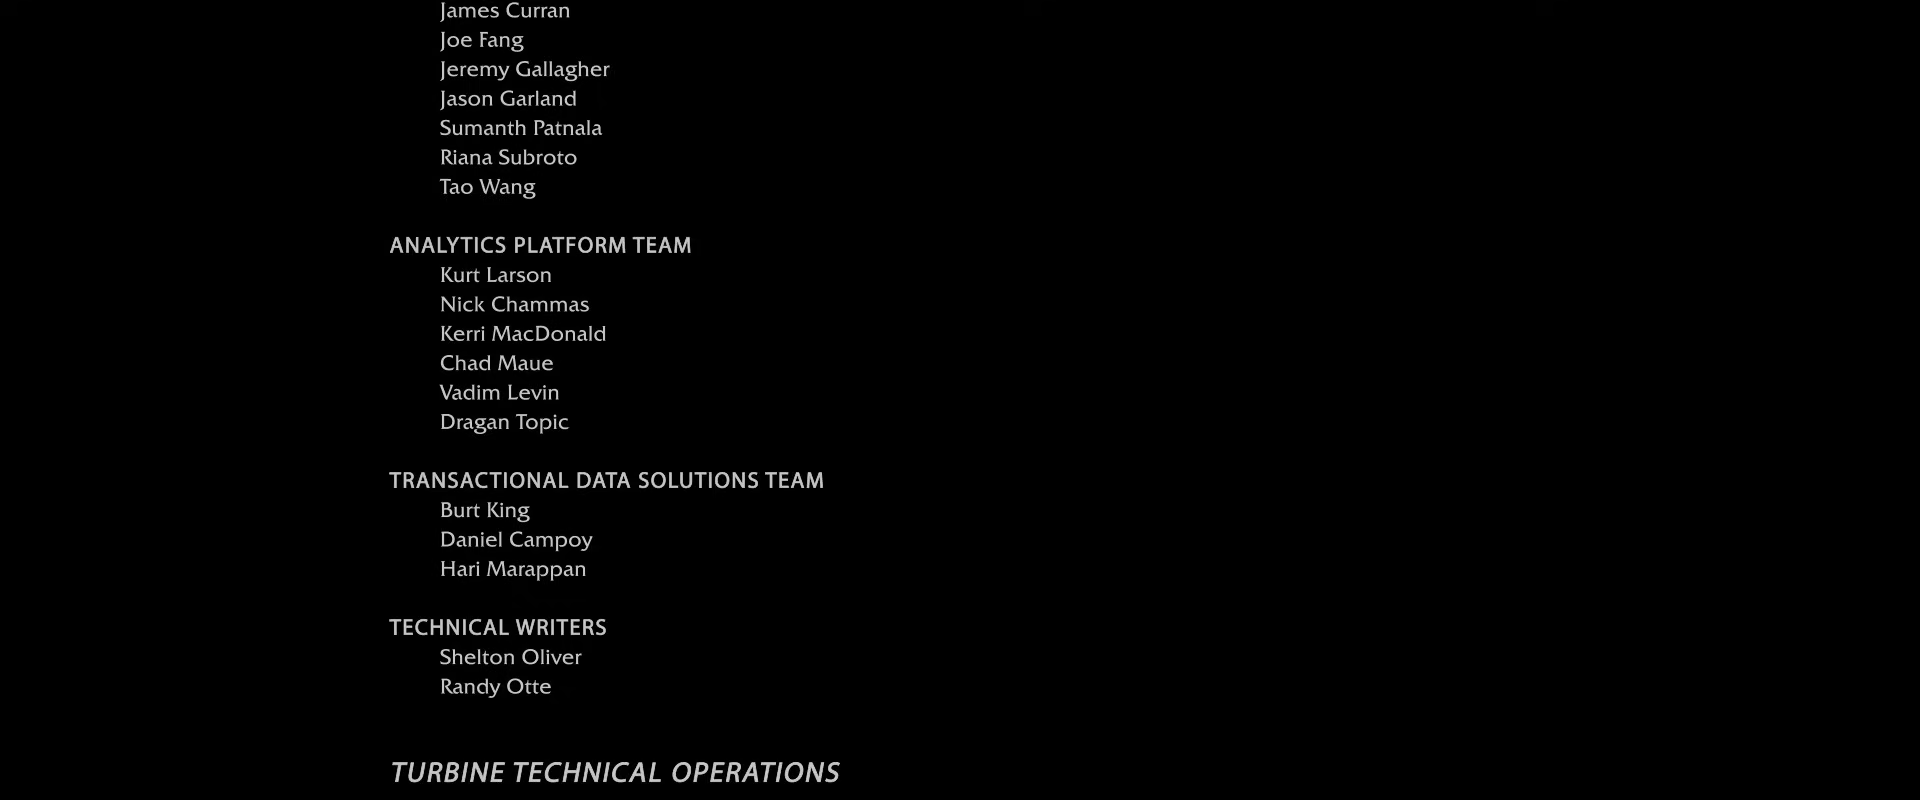 James Curran
Joe Fang
Jeremy Gallagher
Jason Garland
Sumanth Patnala
Riana Subroto
Tao Wang
ANALYTICS PLATFORM TEAM
Kurt Larson
Nick Chammas
Kerri MacDonald
Chad Maue
Vadim Levin
Dragan Topic
TRANSACTIONAL DATA SOLUTIONS TEAM
Burt King
Daniel Campoy
Hari Marappan
TECHNICAL WRITERS
Shelton Oliver
Randy Otte
TURBINE TECHNICAL OPERATIONS